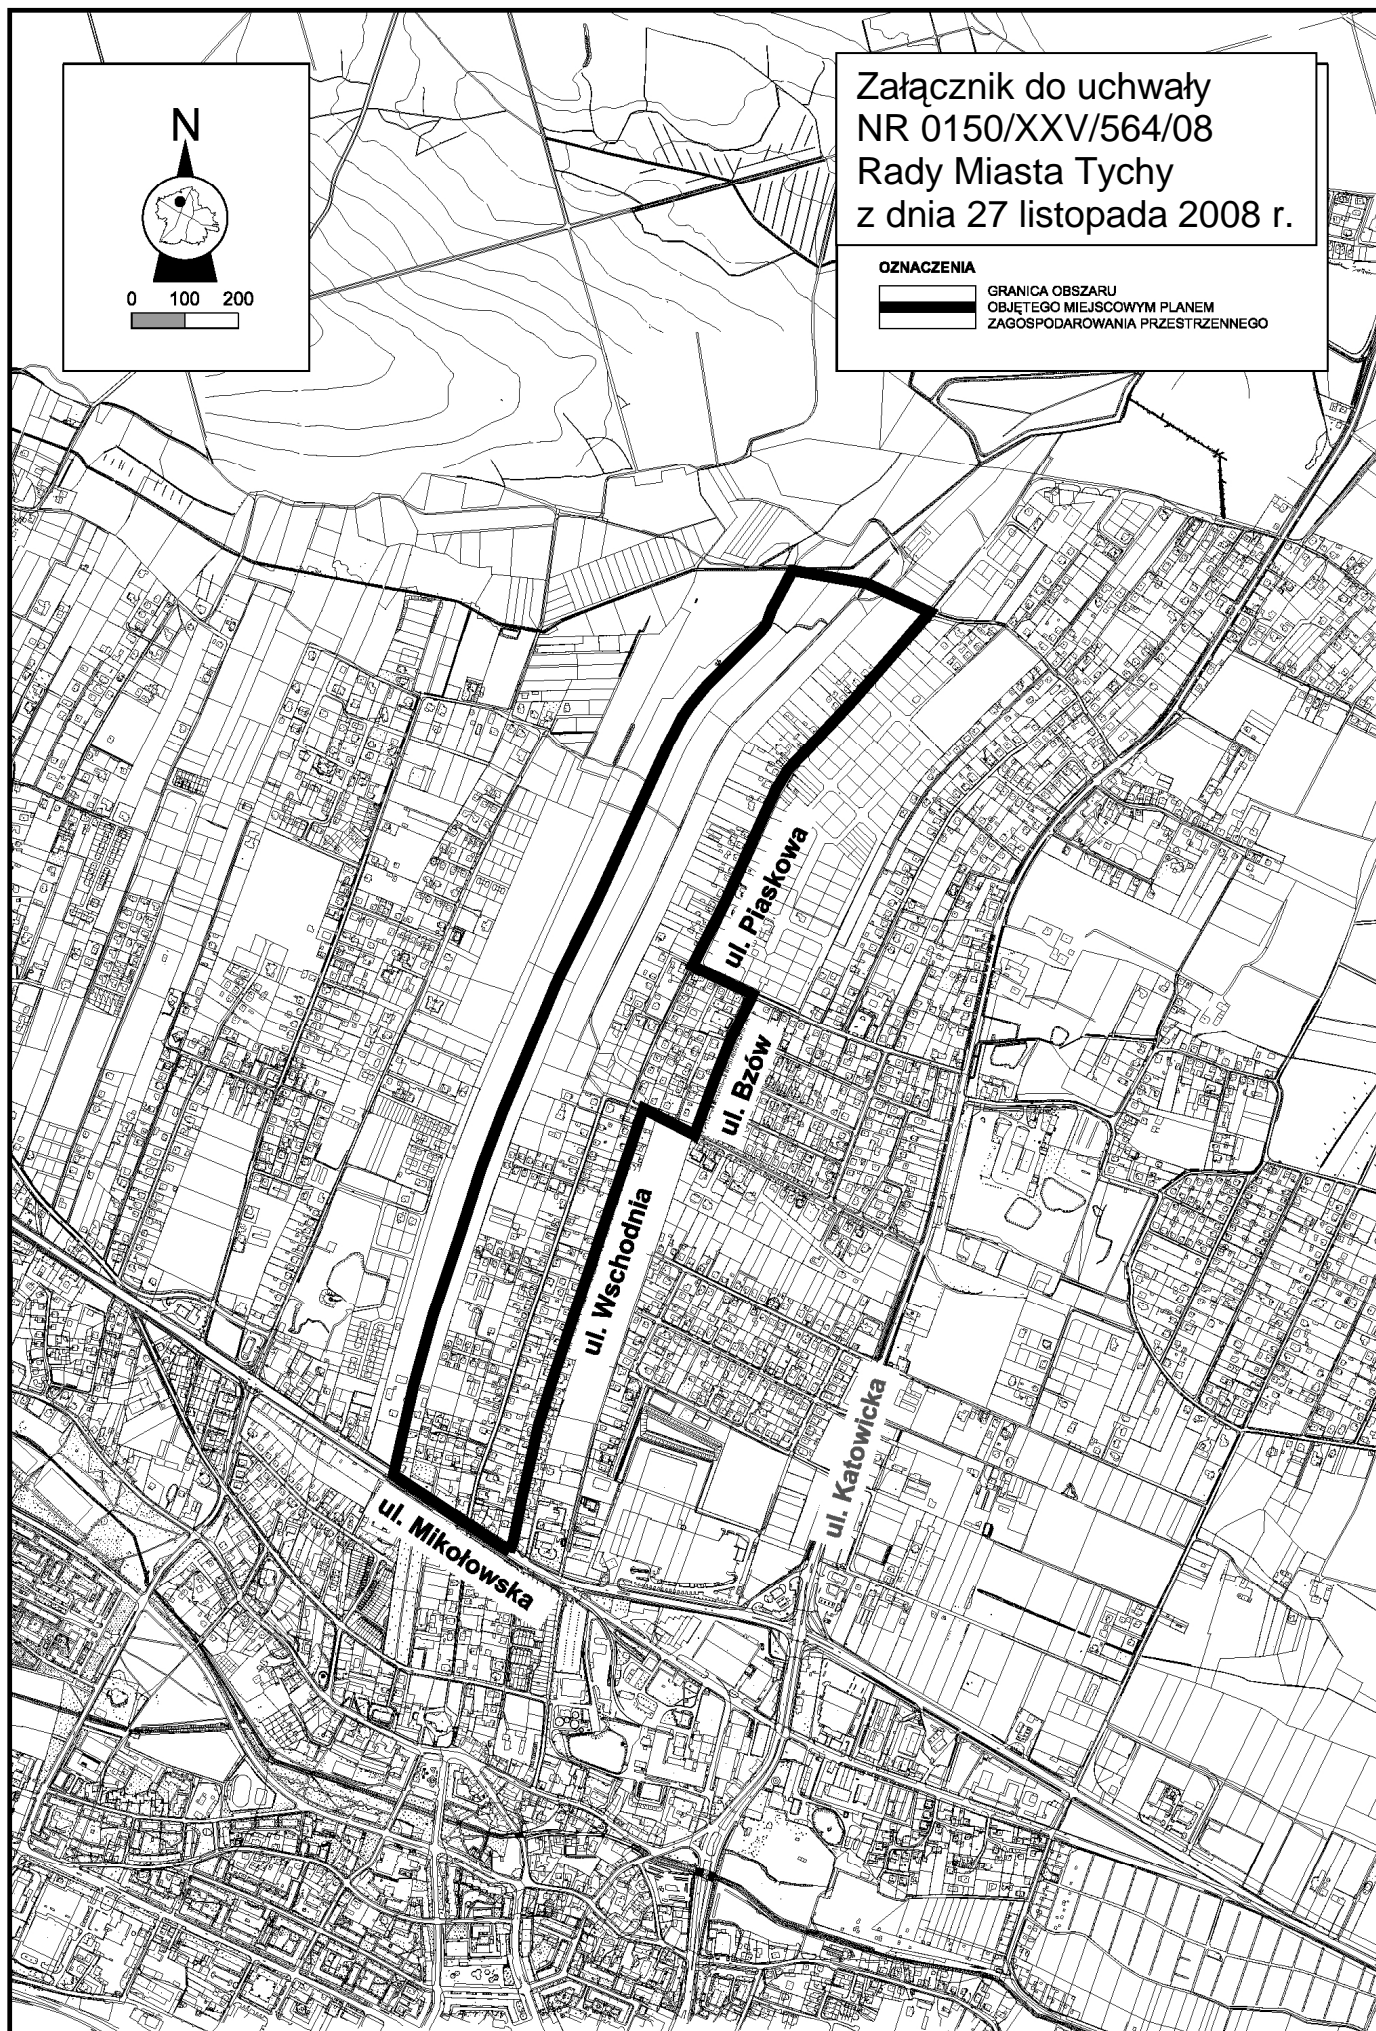 N
0 100 200
Załącznik do uchwały
NR 0150/XXV/564/08
Rady Miasta Tychy
z dnia 27 listopada 2008 r.
OZNACZENIA
GRANICA OBSZARU
OBJĘTEGO MIEJSCOWYM PLANEM
ZAGOSPODAROWANIA PRZESTRZENNEGO
ul. Piaskowa
ul. Bzów
ul. Wschodnia
ul. Katowicka
ul. Mikołowska